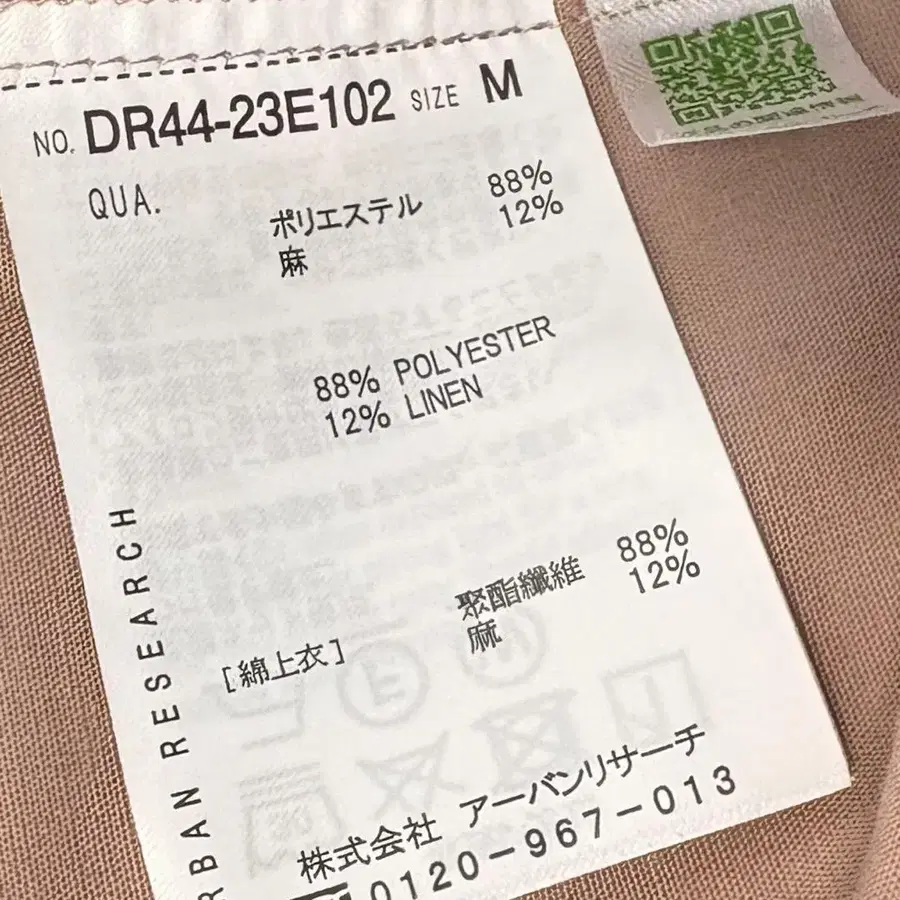 NO. DR44-23E102 SIZE M
QUA.
ポリエステル 88%
麻 12%
88% POLYESTER
12% LINEN
聚酯纖維 88%
麻 12%
[綿上衣]
株式会社 アーバンリサーチ
0120-967-013
RBAN RESEARCH